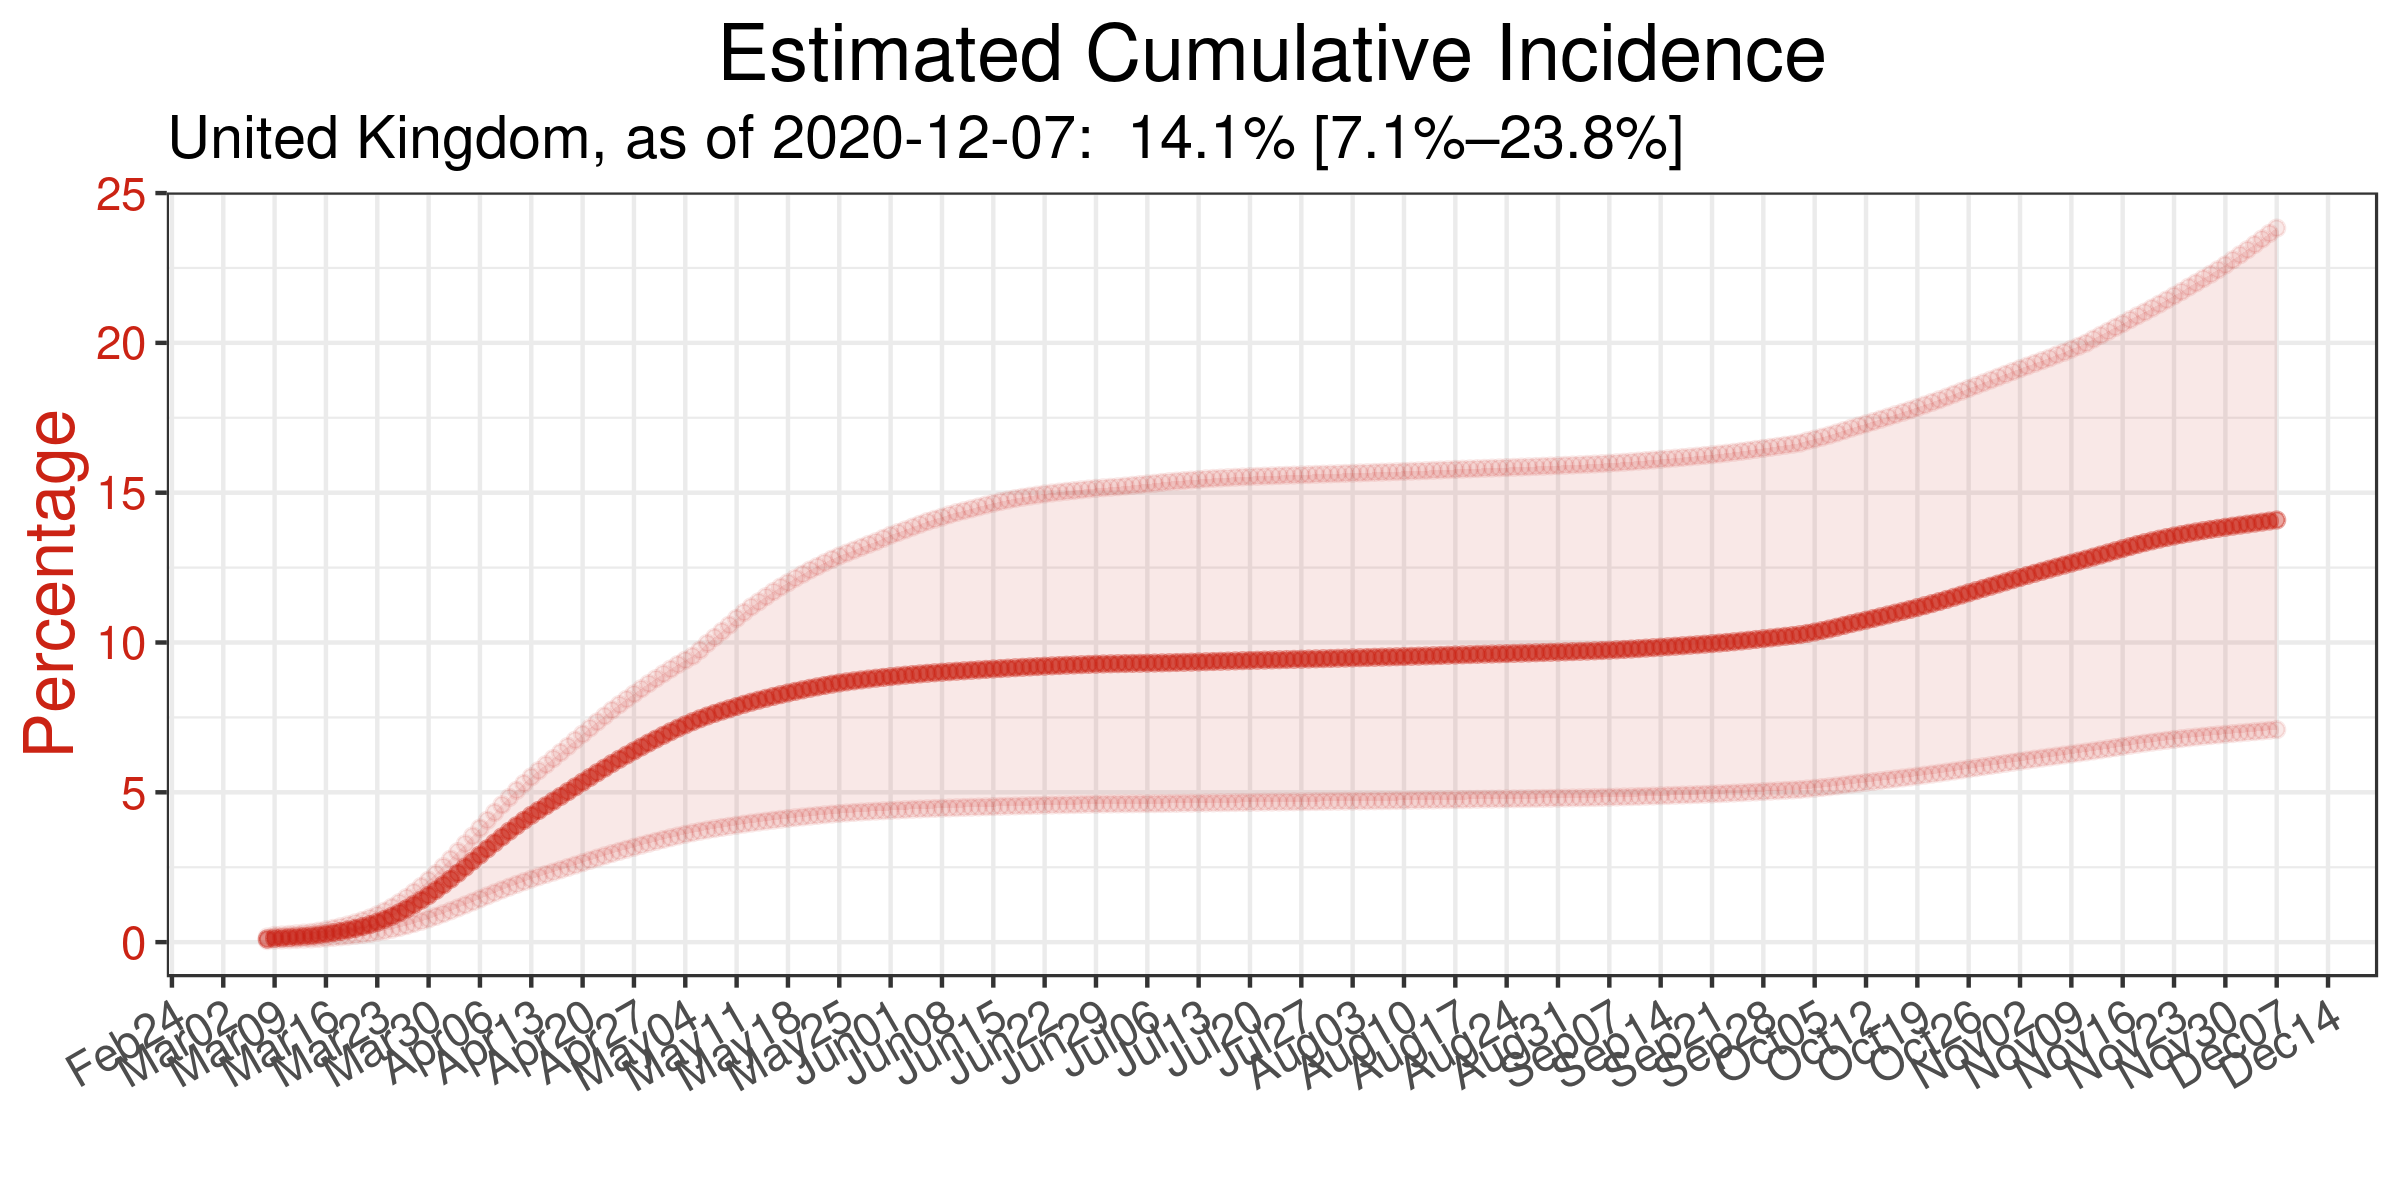 Estimated Cumulative Incidence
United Kingdom, as of 2020-12-07:  14.1% [7.1%–23.8%]
Percentage
25
20
15
10
5
0
Feb24
Mar02
Mar09
Mar16
Mar23
Mar30
Apr06
Apr13
Apr20
Apr27
May04
May11
May18
May25
Jun01
Jun08
Jun15
Jun22
Jun29
Jul06
Jul13
Jul20
Jul27
Aug03
Aug10
Aug17
Aug24
Aug31
Sep07
Sep14
Sep21
Sep28
Oct05
Oct12
Oct19
Oct26
Nov02
Nov09
Nov16
Nov23
Nov30
Dec07
Dec14